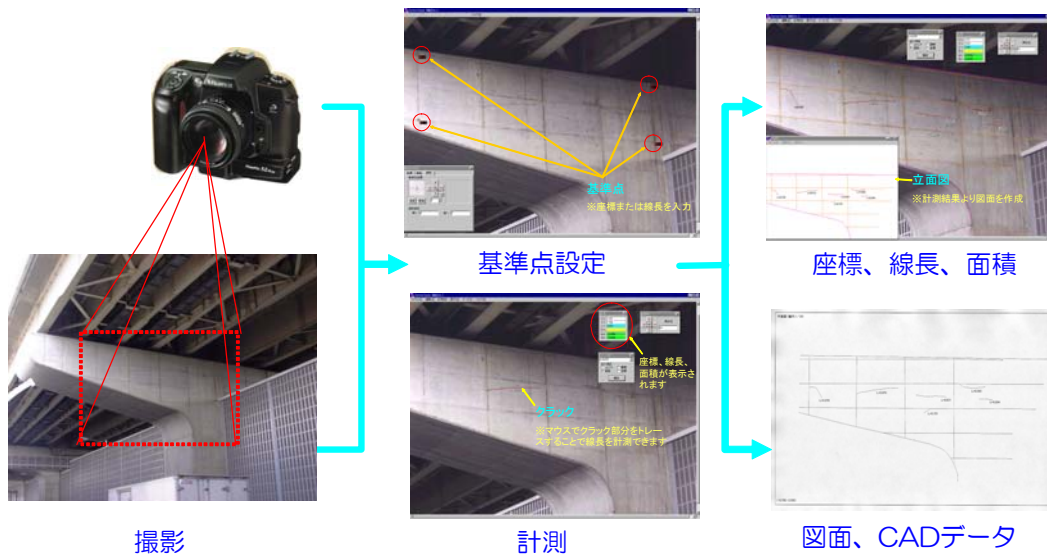 基準点
※座標または線長を入力
基準点設定
立面図
※計測結果より図面を作成
座標、線長、面積
撮影
座標、線長、
面積が表示さ
れます
クラック
※マウスでクラック部分をトレー
スすることで線長を計測できます
計測
図面、CADデータ